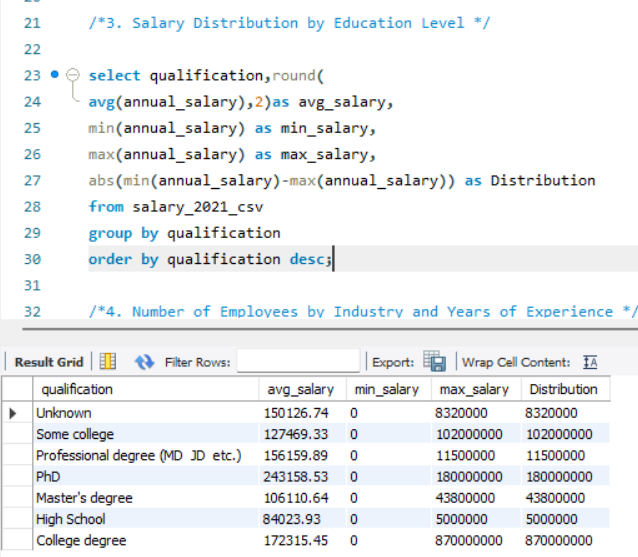 21 /*3. Salary Distribution by Education Level */
22
23 select qualification,round(
24 avg(annual_salary),2)as avg_salary,
25 min(annual_salary) as min_salary,
26 max(annual_salary) as max_salary,
27 abs(min(annual_salary)-max(annual_salary)) as Distribution
28 from salary_2021_csv
29 group by qualification
30 order by qualification desc;
31
32 /*4. Number of Employees by Industry and Years of Experience */
Result Grid Filter Rows: Export: Wrap Cell Content: IA
qualification avg_salary min_salary max_salary Distribution
Unknown 150126.74 0 8320000 8320000
Some college 127469.33 0 102000000 102000000
Professional degree (MD JD etc.) 156159.89 0 11500000 11500000
PhD 243158.53 0 180000000 180000000
Master's degree 106110.64 0 43800000 43800000
High School 84023.93 0 5000000 5000000
College degree 172315.45 0 870000000 870000000